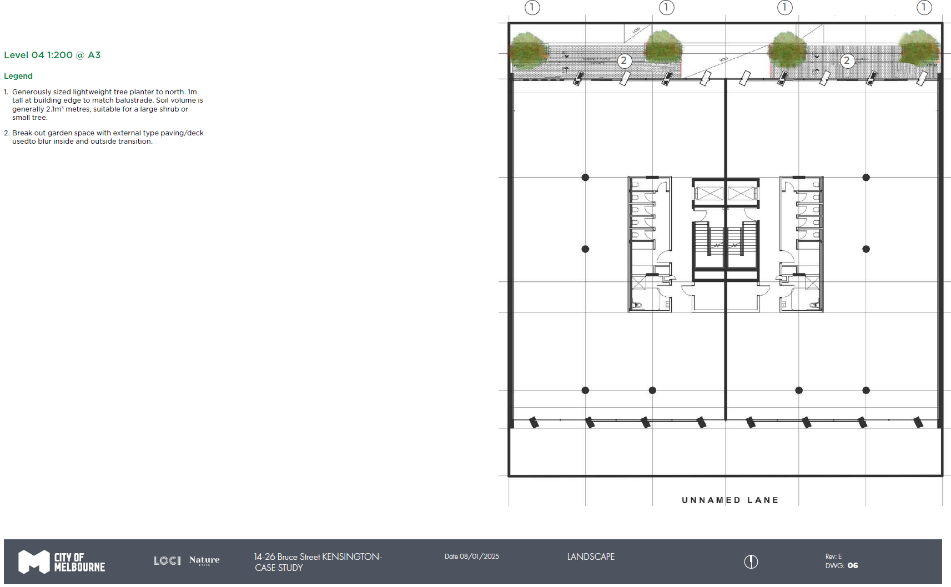 1 1 1 1
Level 04 1:200 @ A3
Legend
1. Generously sized lightweight tree planter to north. 1m
tall at building edge to match balustrade. Soil volume is
generally 2.1m³ metres, suitable for a large shrub or
small tree.
2. Break out garden space with external type paving/deck
usedto blur inside and outside transition.
2 2
UNNAMED LANE
CITY OF
MELBOURNE
LOCI Nature
14-26 Bruce Street KENSINGTON-
CASE STUDY
Date 08/01/2025
LANDSCAPE
Rev: E
DWG: 06